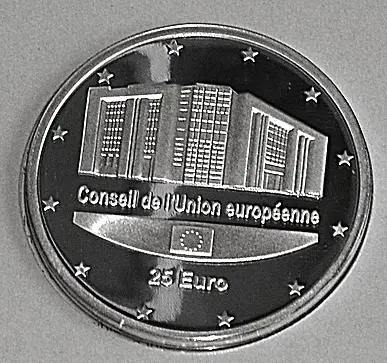 Conseil de l'Union européenne
25 Euro